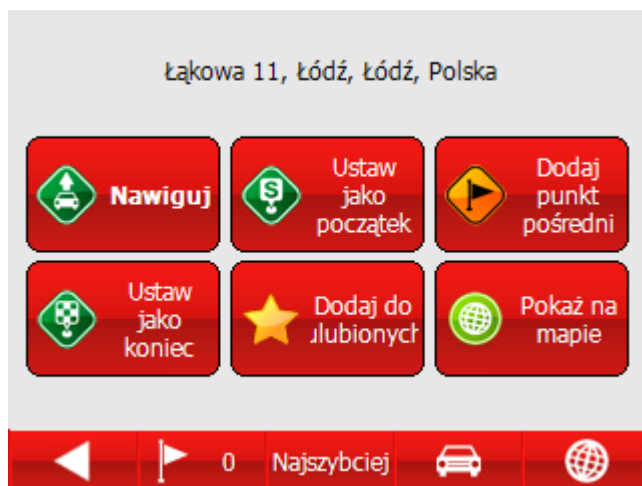 Łąkowa 11, Łódź, Łódź, Polska
Nawiguj
Ustaw
jako
początek
Dodaj
punkt
pośredni
Ustaw
jako
koniec
Dodaj do
ulubionych
Pokaż na
mapie
0
Najszybciej